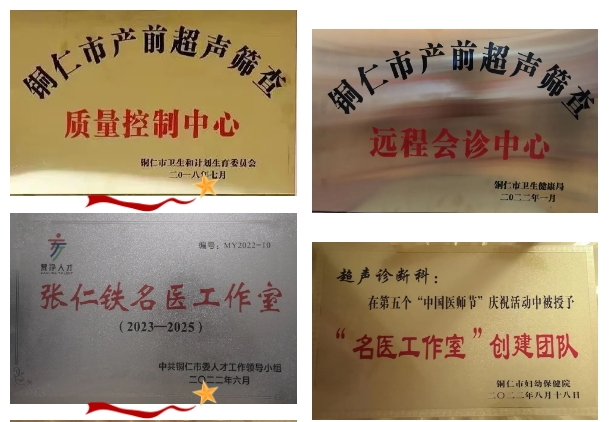 铜仁市产前超声筛查
质量控制中心
铜仁市卫生和计划生育委员会
二〇一八年七月
铜仁市产前超声筛查
远程会诊中心
铜仁市卫生健康局
二〇二二年一月
编号：MY2022-10
张仁铁名医工作室
（2023—2025）
中共铜仁市委人才工作领导小组
二〇二二年六月
超声诊断科：
在第五个“中国医师节”庆祝活动中被授予
“名医工作室”创建团队
铜仁市妇幼保健院
二〇二二年八月十八日